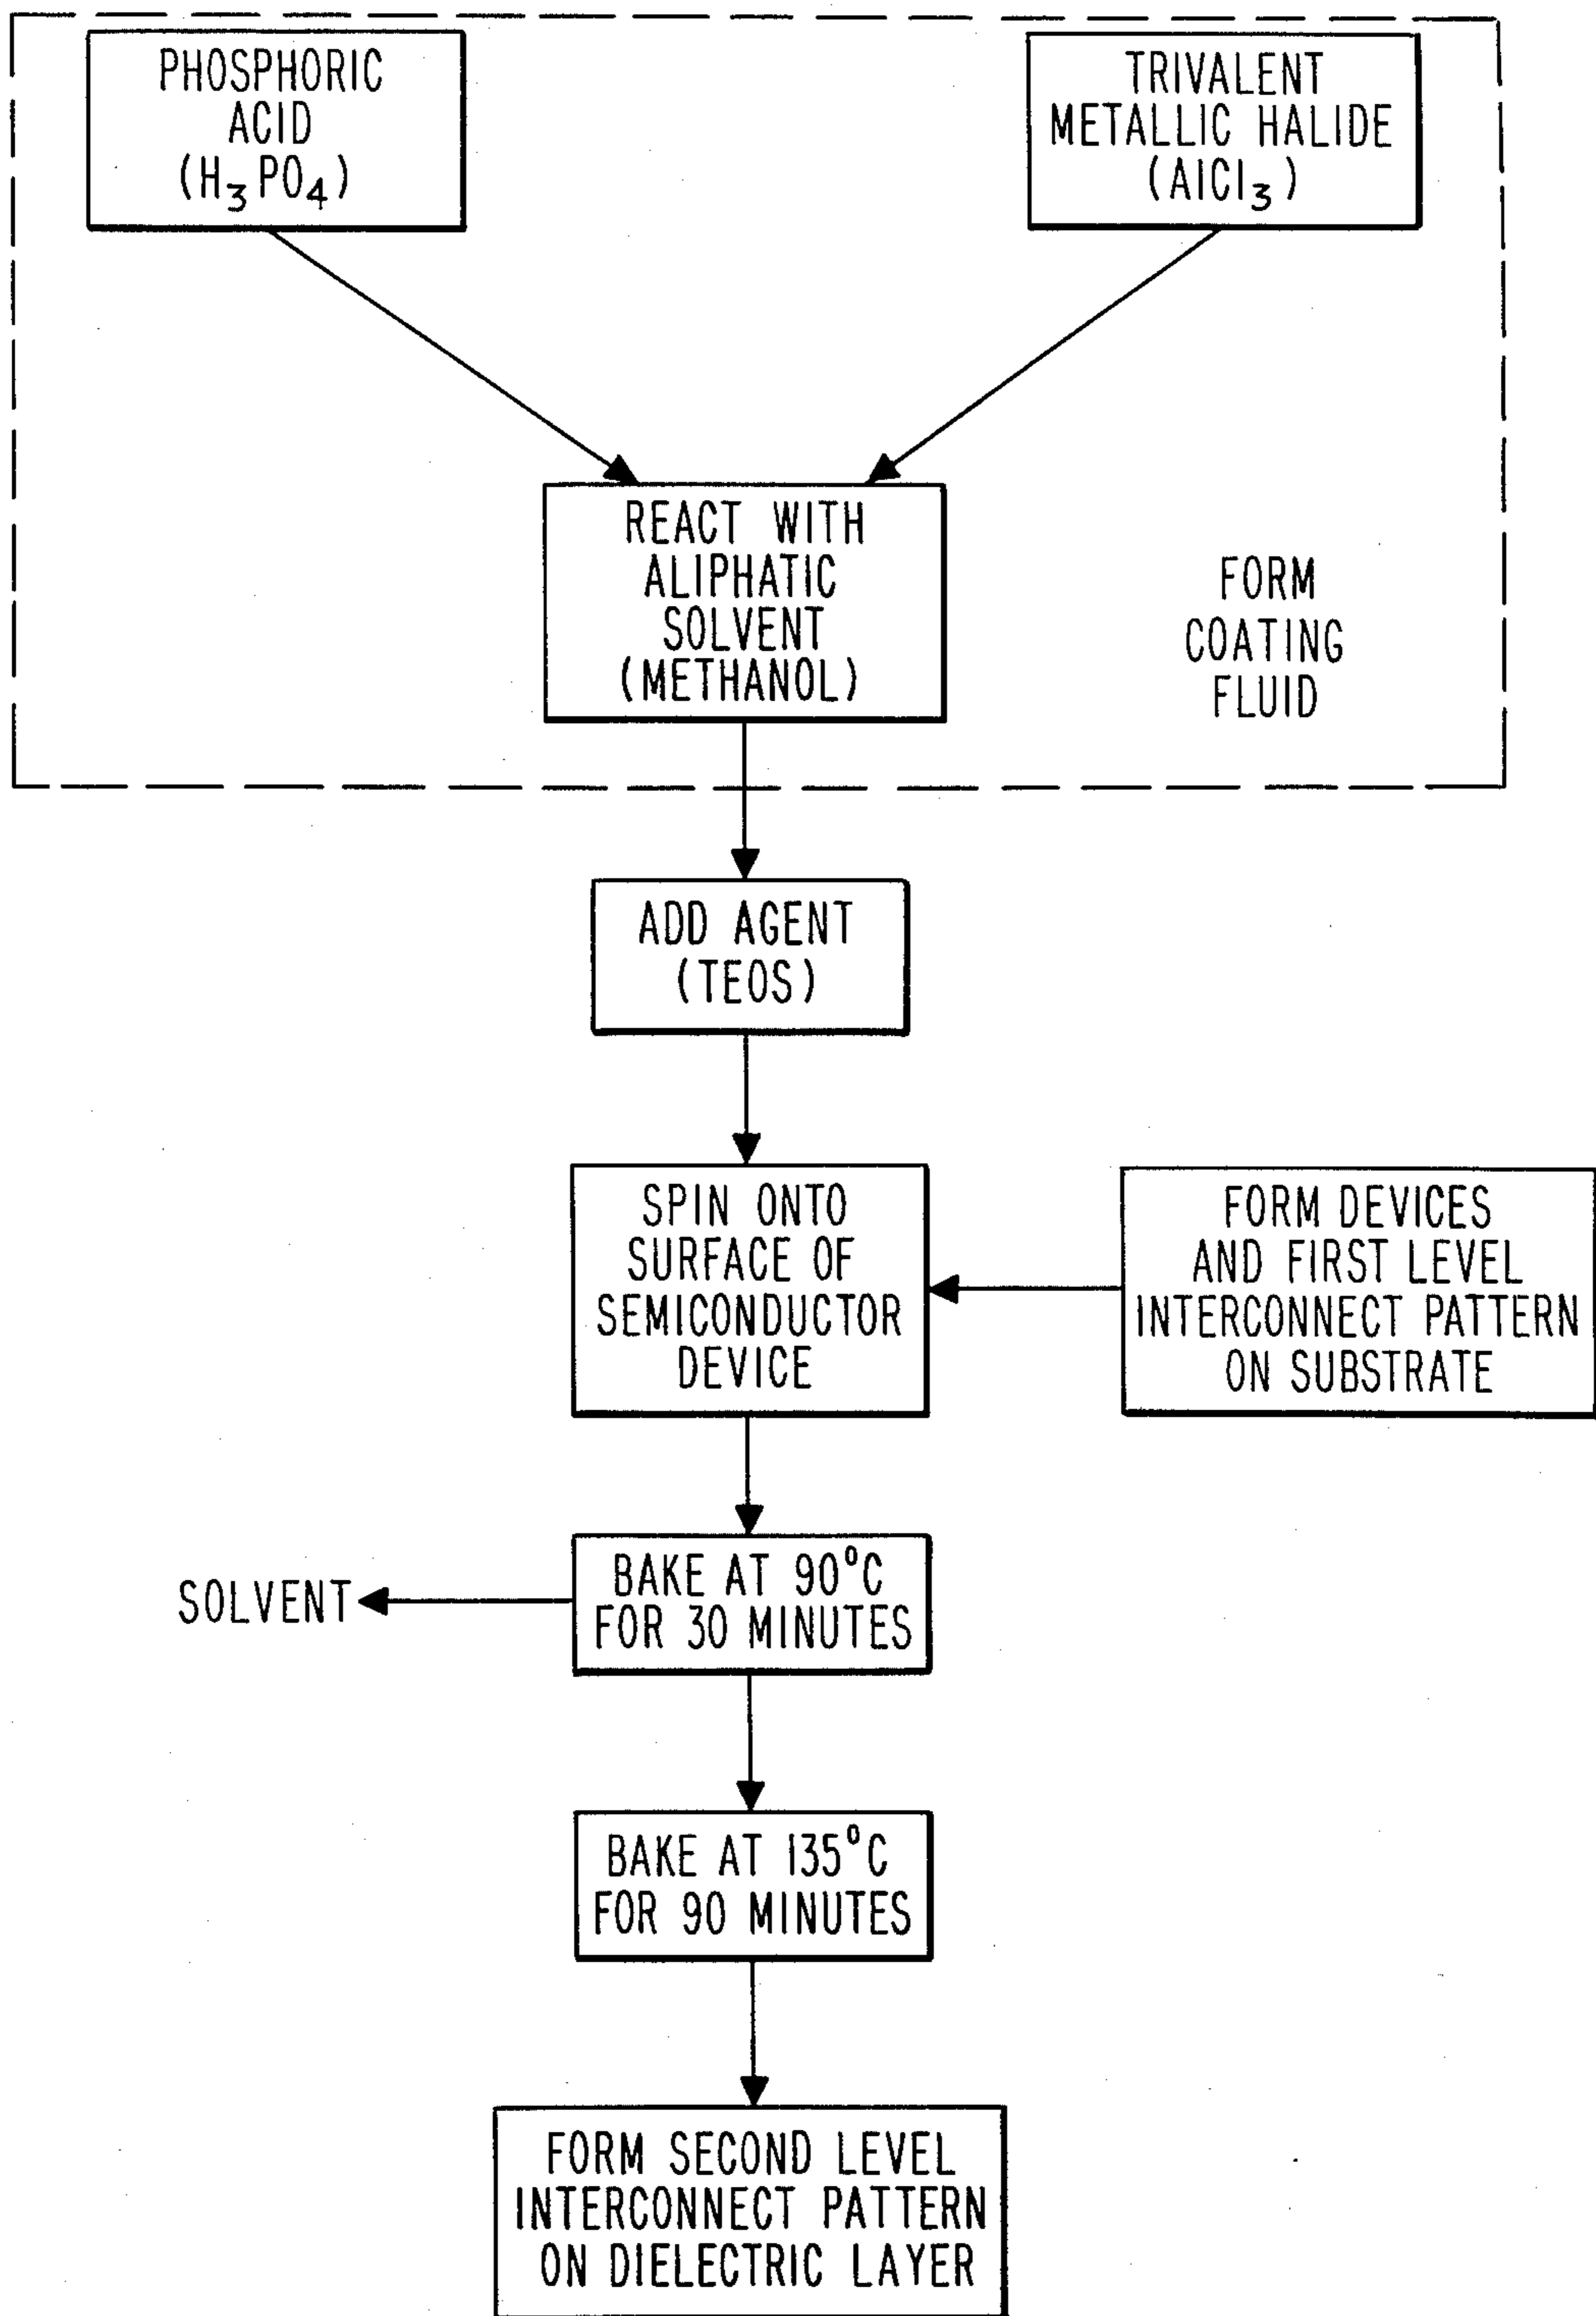 PHOSPHORIC
ACID
(H₃PO₄)
TRIVALENT
METALLIC HALIDE
(AlCl₃)
REACT WITH
ALIPHATIC
SOLVENT
(METHANOL)
FORM
COATING
FLUID
ADD AGENT
(TEOS)
SPIN ONTO
SURFACE OF
SEMICONDUCTOR
DEVICE
FORM DEVICES
AND FIRST LEVEL
INTERCONNECT PATTERN
ON SUBSTRATE
SOLVENT
BAKE AT 90°C
FOR 30 MINUTES
BAKE AT 135°C
FOR 90 MINUTES
FORM SECOND LEVEL
INTERCONNECT PATTERN
ON DIELECTRIC LAYER